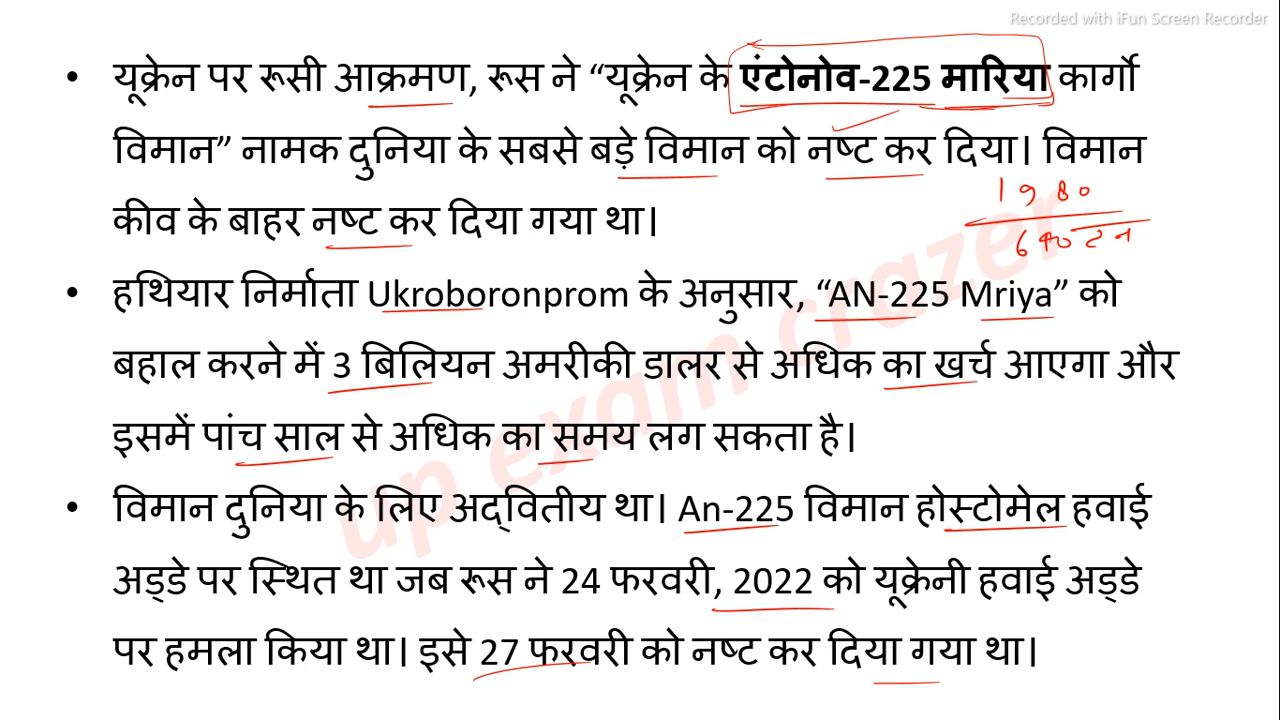 Recorded with iFun Screen Recorder
• यूक्रेन पर रूसी आक्रमण, रूस ने “यूक्रेन के एंटोनोव-225 मारिया कार्गो
विमान” नामक दुनिया के सबसे बड़े विमान को नष्ट कर दिया। विमान
कीव के बाहर नष्ट कर दिया गया था।
1980
640 टन
• हथियार निर्माता Ukroboronprom के अनुसार, “AN-225 Mriya” को
बहाल करने में 3 बिलियन अमरीकी डालर से अधिक का खर्च आएगा और
इसमें पांच साल से अधिक का समय लग सकता है।
• विमान दुनिया के लिए अद्वितीय था। An-225 विमान होस्टोमेल हवाई
अड्डे पर स्थित था जब रूस ने 24 फरवरी, 2022 को यूक्रेनी हवाई अड्डे
पर हमला किया था। इसे 27 फरवरी को नष्ट कर दिया गया था।
up exam crazer